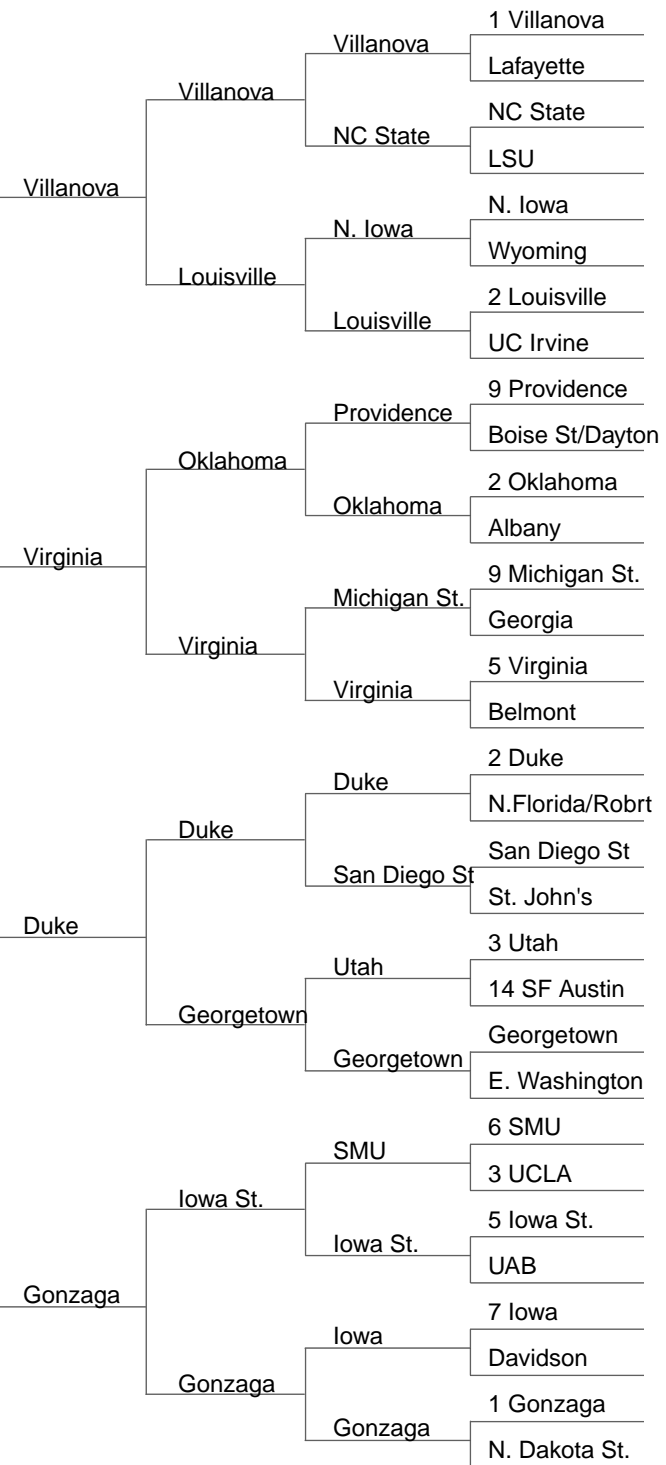 1 Villanova
Villanova
Lafayette
Villanova
NC State
NC State
LSU
Villanova
N. Iowa
N. Iowa
Wyoming
Louisville
2 Louisville
Louisville
UC Irvine
9 Providence
Providence
Boise St/Dayton
Oklahoma
2 Oklahoma
Oklahoma
Albany
Virginia
9 Michigan St.
Michigan St.
Georgia
Virginia
5 Virginia
Virginia
Belmont
2 Duke
Duke
N.Florida/Robrt
Duke
San Diego St
San Diego St
St. John's
Duke
3 Utah
Utah
14 SF Austin
Georgetown
Georgetown
Georgetown
E. Washington
6 SMU
SMU
3 UCLA
Iowa St.
5 Iowa St.
Iowa St.
UAB
Gonzaga
7 Iowa
Iowa
Davidson
Gonzaga
1 Gonzaga
Gonzaga
N. Dakota St.